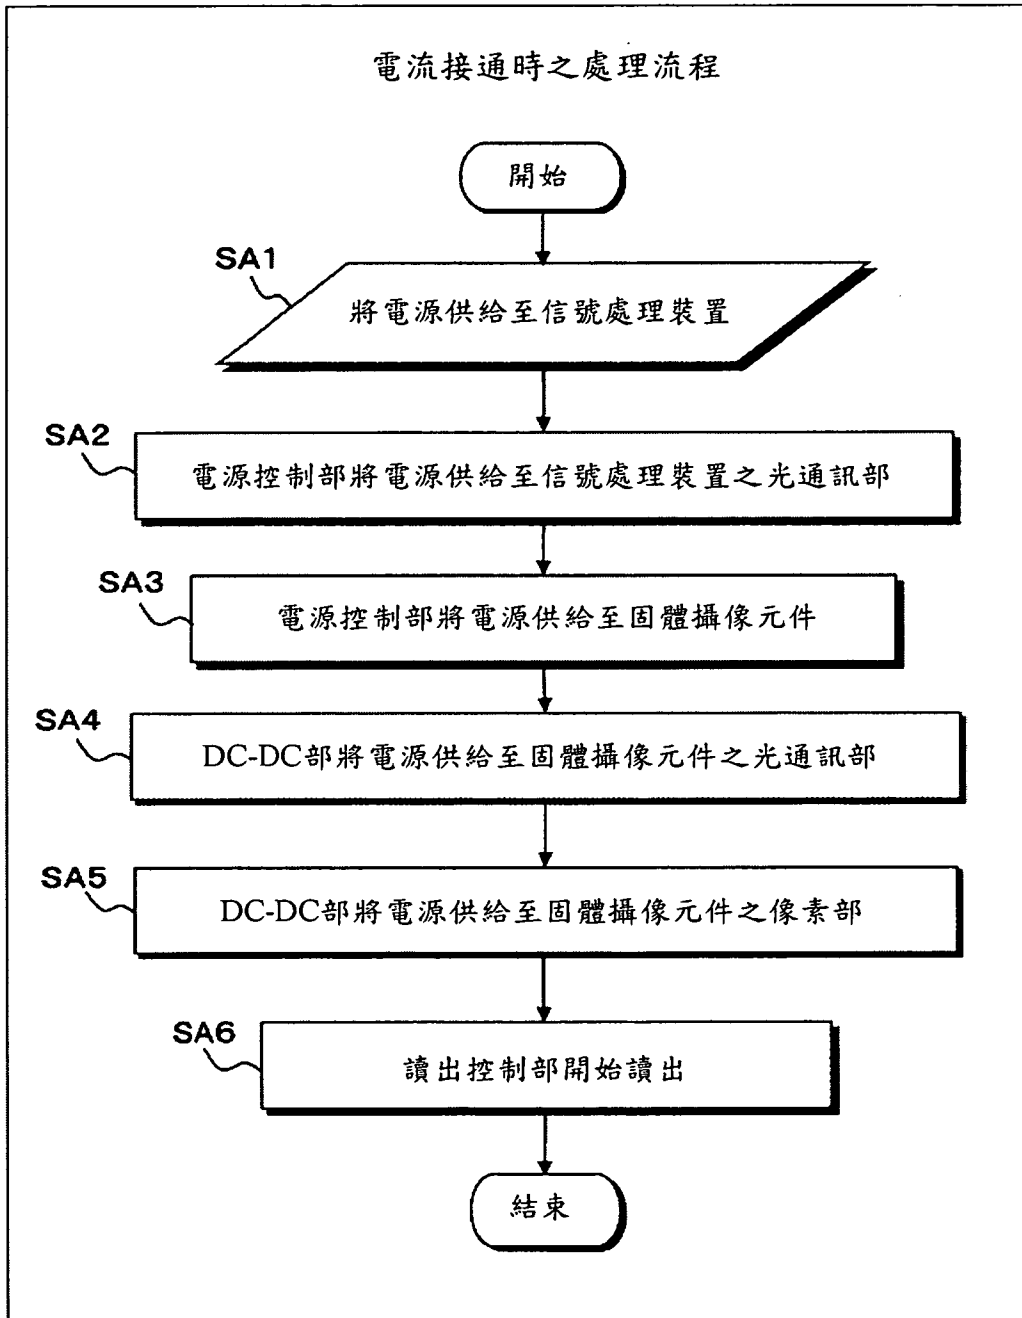 電流接通時之處理流程
開始
SA1
將電源供給至信號處理裝置
SA2
電源控制部將電源供給至信號處理裝置之光通訊部
SA3
電源控制部將電源供給至固體攝像元件
SA4
DC-DC部將電源供給至固體攝像元件之光通訊部
SA5
DC-DC部將電源供給至固體攝像元件之像素部
SA6
讀出控制部開始讀出
結束